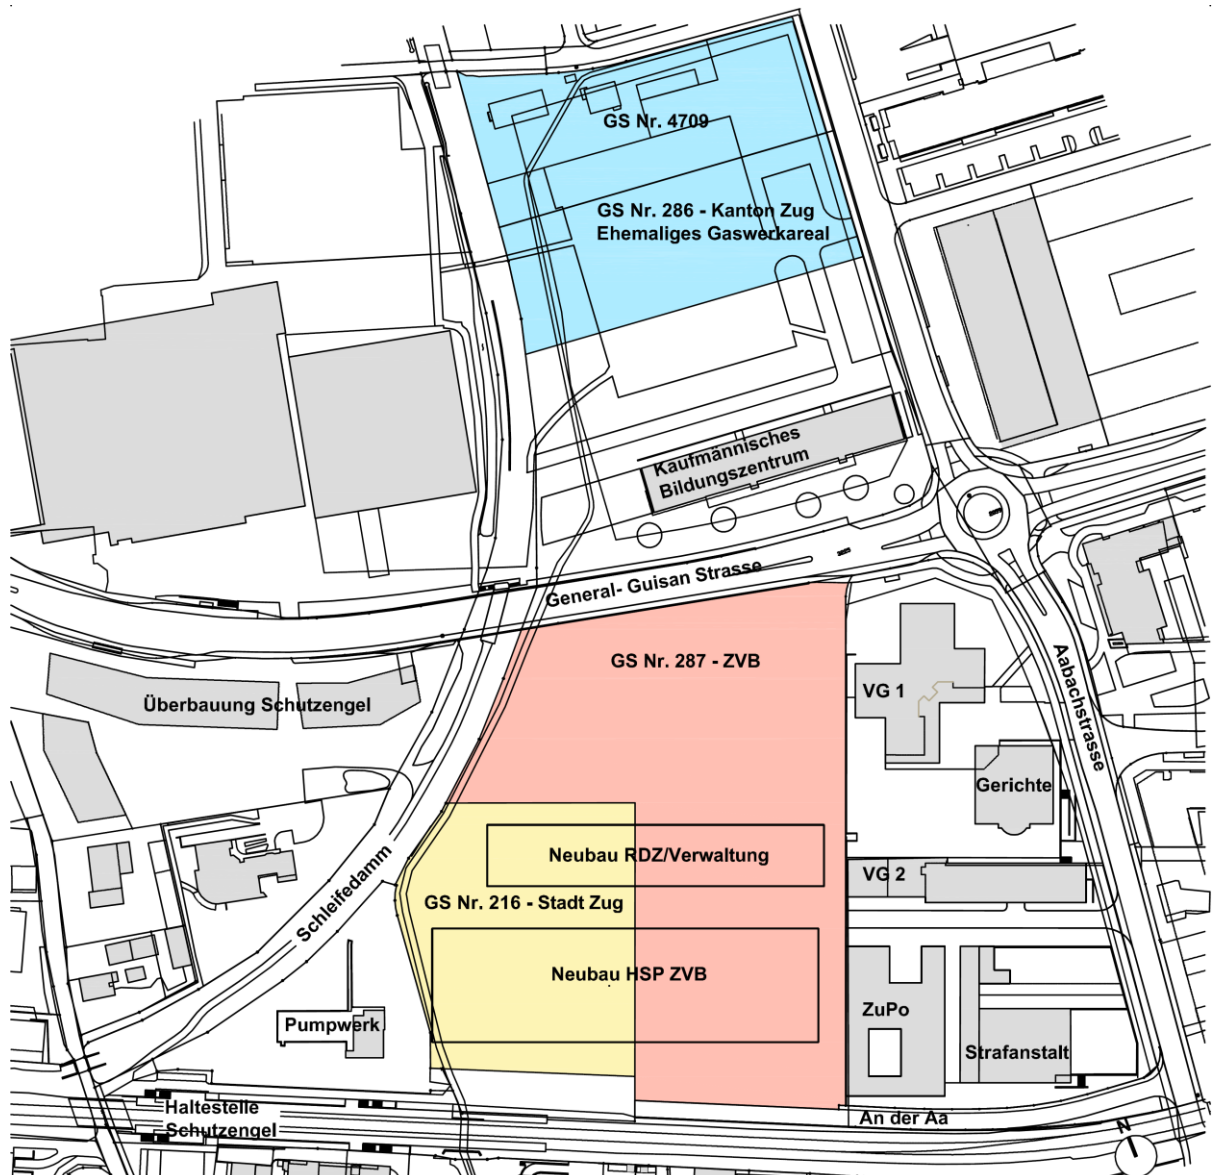 GS Nr. 4709
GS Nr. 286 - Kanton Zug
Ehemaliges Gaswerkareal
Kaufmännisches
Bildungszentrum
General- Guisan Strasse
GS Nr. 287 - ZVB
VG 1
Aabachstrasse
Überbauung Schutzengel
Gerichte
Neubau RDZ/Verwaltung
VG 2
GS Nr. 216 - Stadt Zug
Schleifedamm
Neubau HSP ZVB
ZuPo
Pumpwerk
Strafanstalt
Haltestelle
Schutzengel
An der Aa
N